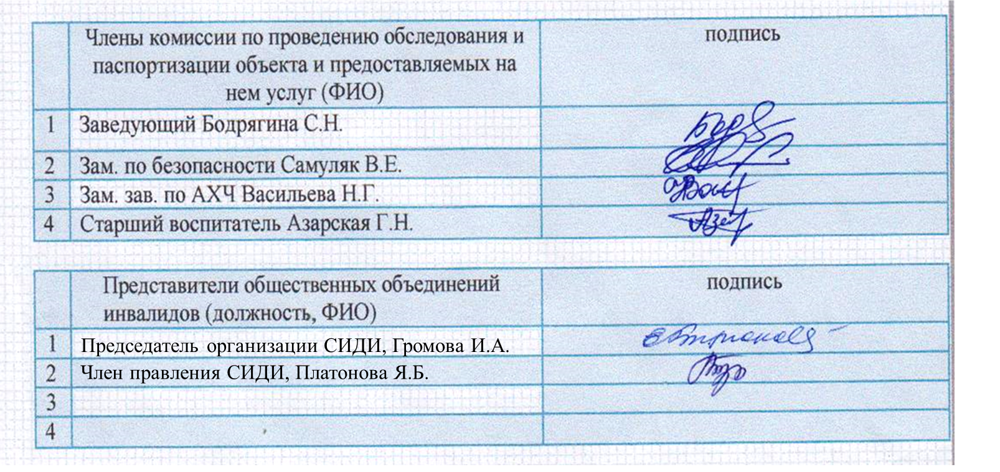 Члены комиссии по проведению обследования и подпись
паспортизации объекта и предоставляемых на
нем услуг (ФИО)
1 Заведующий Бодрягина С.Н.
2 Зам. по безопасности Самуляк В.Е.
3 Зам. зав. по АХЧ Васильева Н.Г.
4 Старший воспитатель Азарская Г.Н.
Представители общественных объединений подпись
инвалидов (должность, ФИО)
1 Председатель организации СИДИ, Громова И.А.
2 Член правления СИДИ, Платонова Я.Б.
3
4